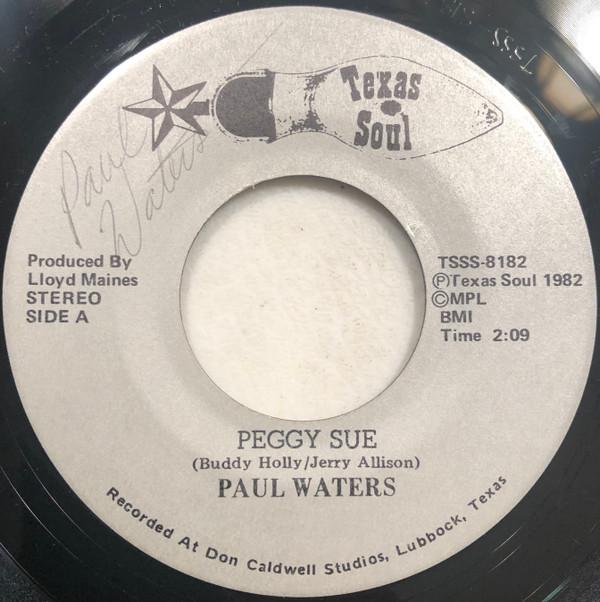 Texas
Soul
Paul
Waters
Produced By
Lloyd Maines
STEREO
SIDE A
TSSS-8182
ⓅTexas Soul 1982
©MPL
BMI
Time 2:09
PEGGY SUE
(Buddy Holly/Jerry Allison)
PAUL WATERS
Recorded At Don Caldwell Studios, Lubbock, Texas